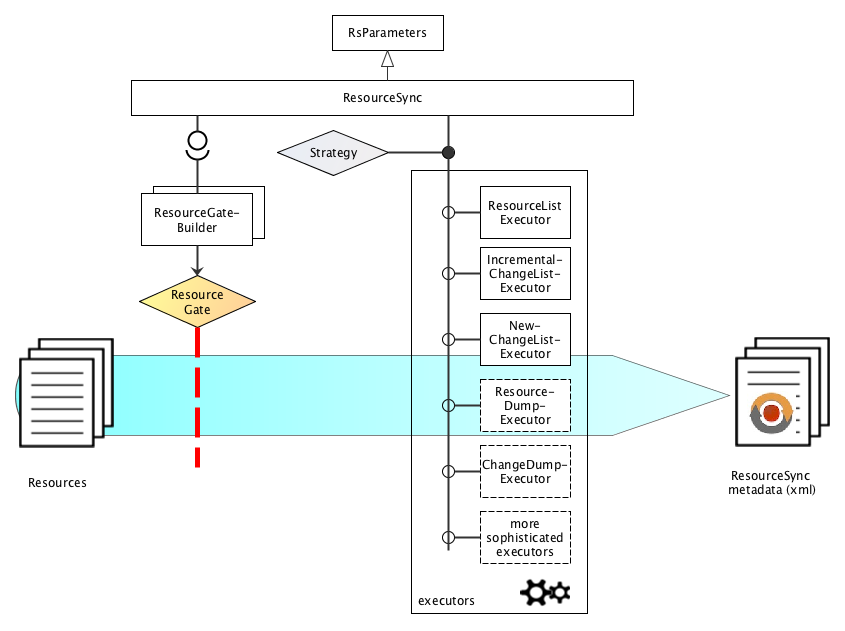 RsParameters
ResourceSync
Strategy
ResourceGate-
Builder
Resource
Gate
ResourceList
Executor
Incremental-
ChangeList-
Executor
New-
ChangeList-
Executor
Resource-
Dump-
Executor
ChangeDump-
Executor
more
sophisticated
executors
executors
Resources
ResourceSync
metadata (xml)